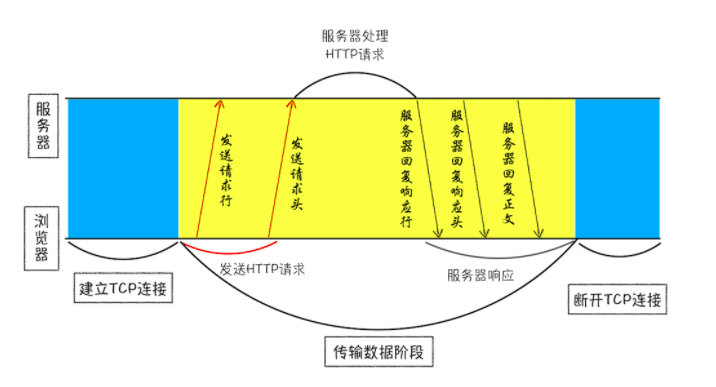 服务器处理
HTTP请求
服务器
发送请求行
发送请求头
服务器回复响应行
服务器回复响应头
服务器回复正文
浏览器
发送HTTP请求
服务器响应
建立TCP连接
断开TCP连接
传输数据阶段